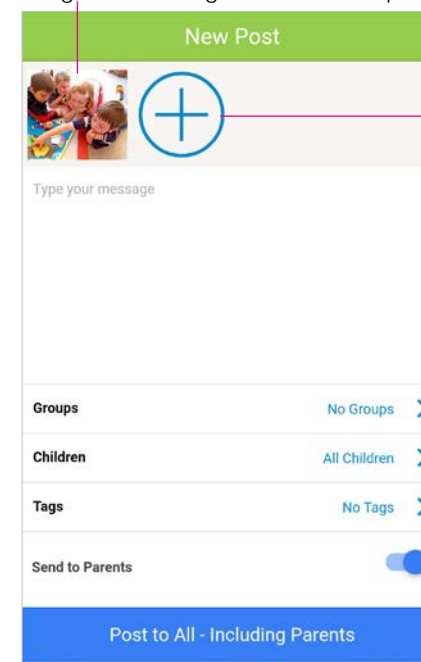 New Post
Type your message
Groups No Groups
Children All Children
Tags No Tags
Send to Parents
Post to All - Including Parents